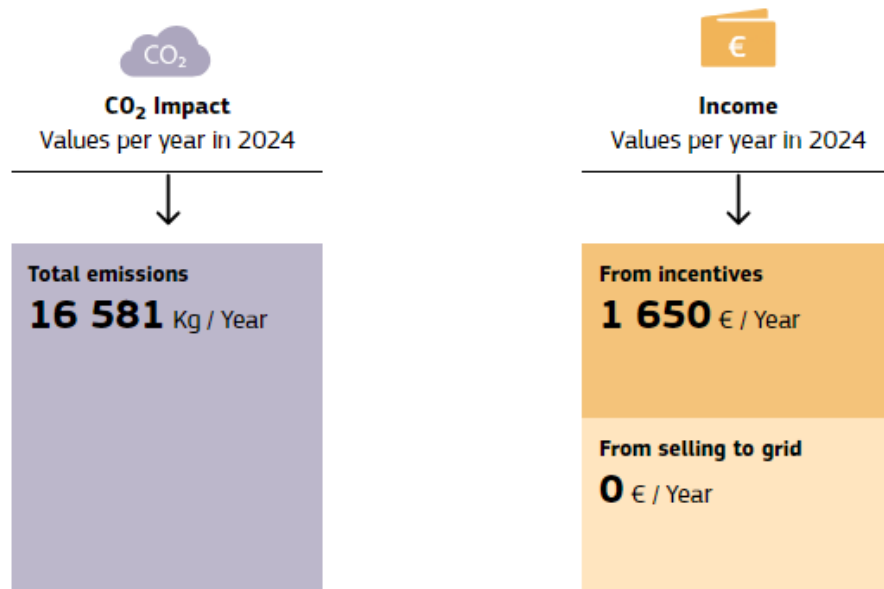 CO₂
CO₂ Impact
Values per year in 2024
Total emissions
16 581 Kg / Year
€
Income
Values per year in 2024
From incentives
1 650 € / Year
From selling to grid
0 € / Year